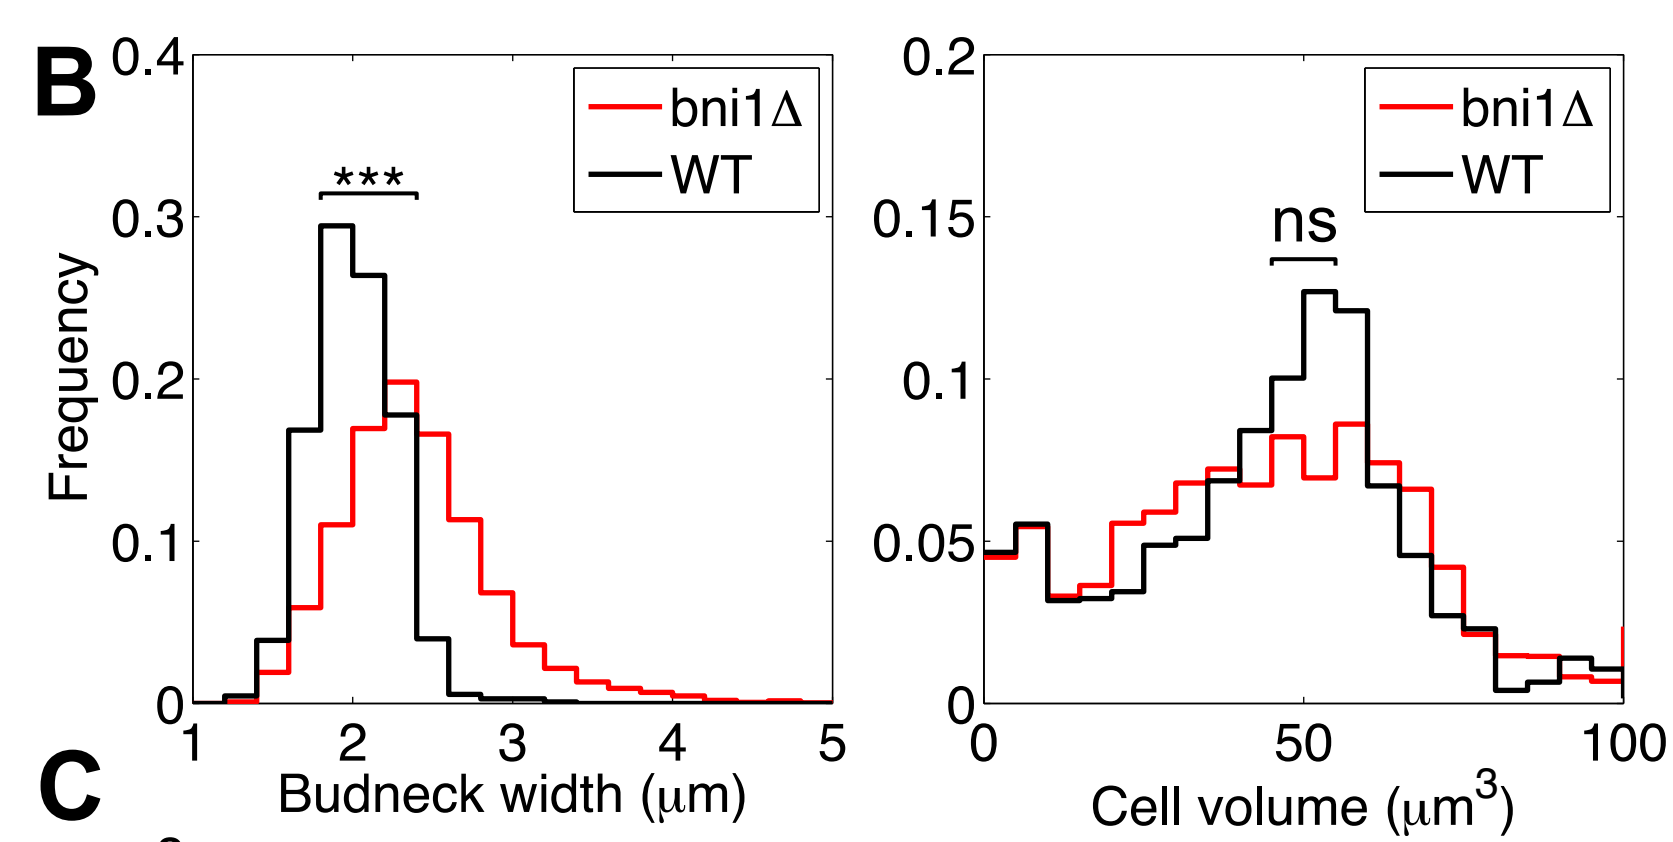 B
0.4
0.3
0.2
0.1
0
Frequency
***
bni1Δ
WT
1 2 3 4 5
Budneck width (μm)
0.2
0.15
0.1
0.05
0
ns
bni1Δ
WT
0 50 100
Cell volume (μm³)
C